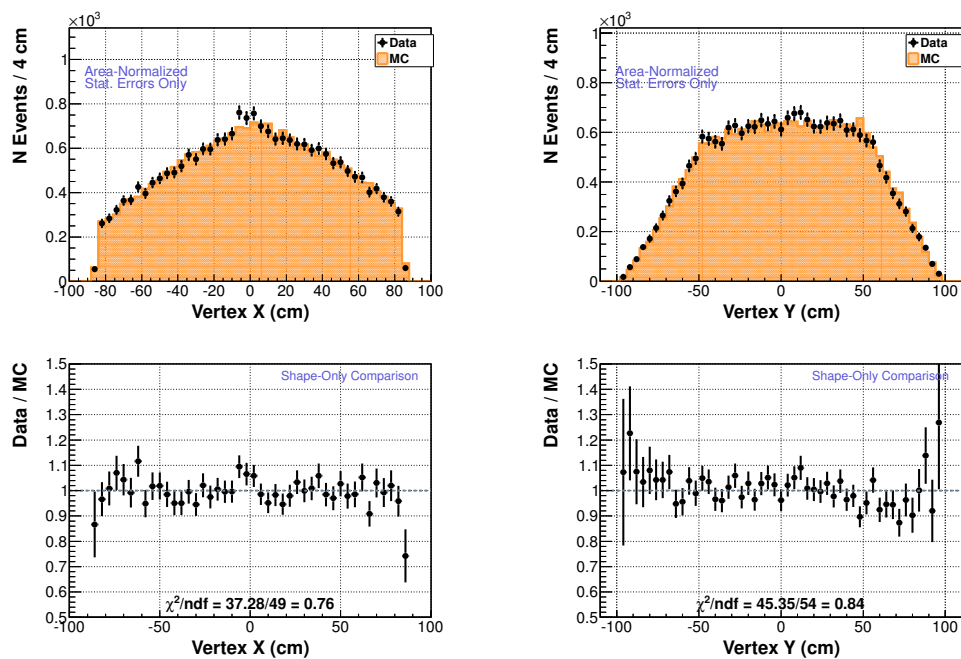 ×10³
N Events / 4 cm
1
0.8
0.6
0.4
0.2
0
Area-Normalized
Stat. Errors Only
Data
MC
-100 -80 -60 -40 -20 0 20 40 60 80 100
Vertex X (cm)
×10³
N Events / 4 cm
1
0.8
0.6
0.4
0.2
0
Area-Normalized
Stat. Errors Only
Data
MC
-100 -50 0 50 100
Vertex Y (cm)
Data / MC
1.5
1.4
1.3
1.2
1.1
1
0.9
0.8
0.7
0.6
0.5
Shape-Only Comparison
χ²/ndf = 37.28/49 = 0.76
-100 -50 0 50 100
Vertex X (cm)
Data / MC
1.5
1.4
1.3
1.2
1.1
1
0.9
0.8
0.7
0.6
0.5
Shape-Only Comparison
χ²/ndf = 45.35/54 = 0.84
-100 -50 0 50 100
Vertex Y (cm)